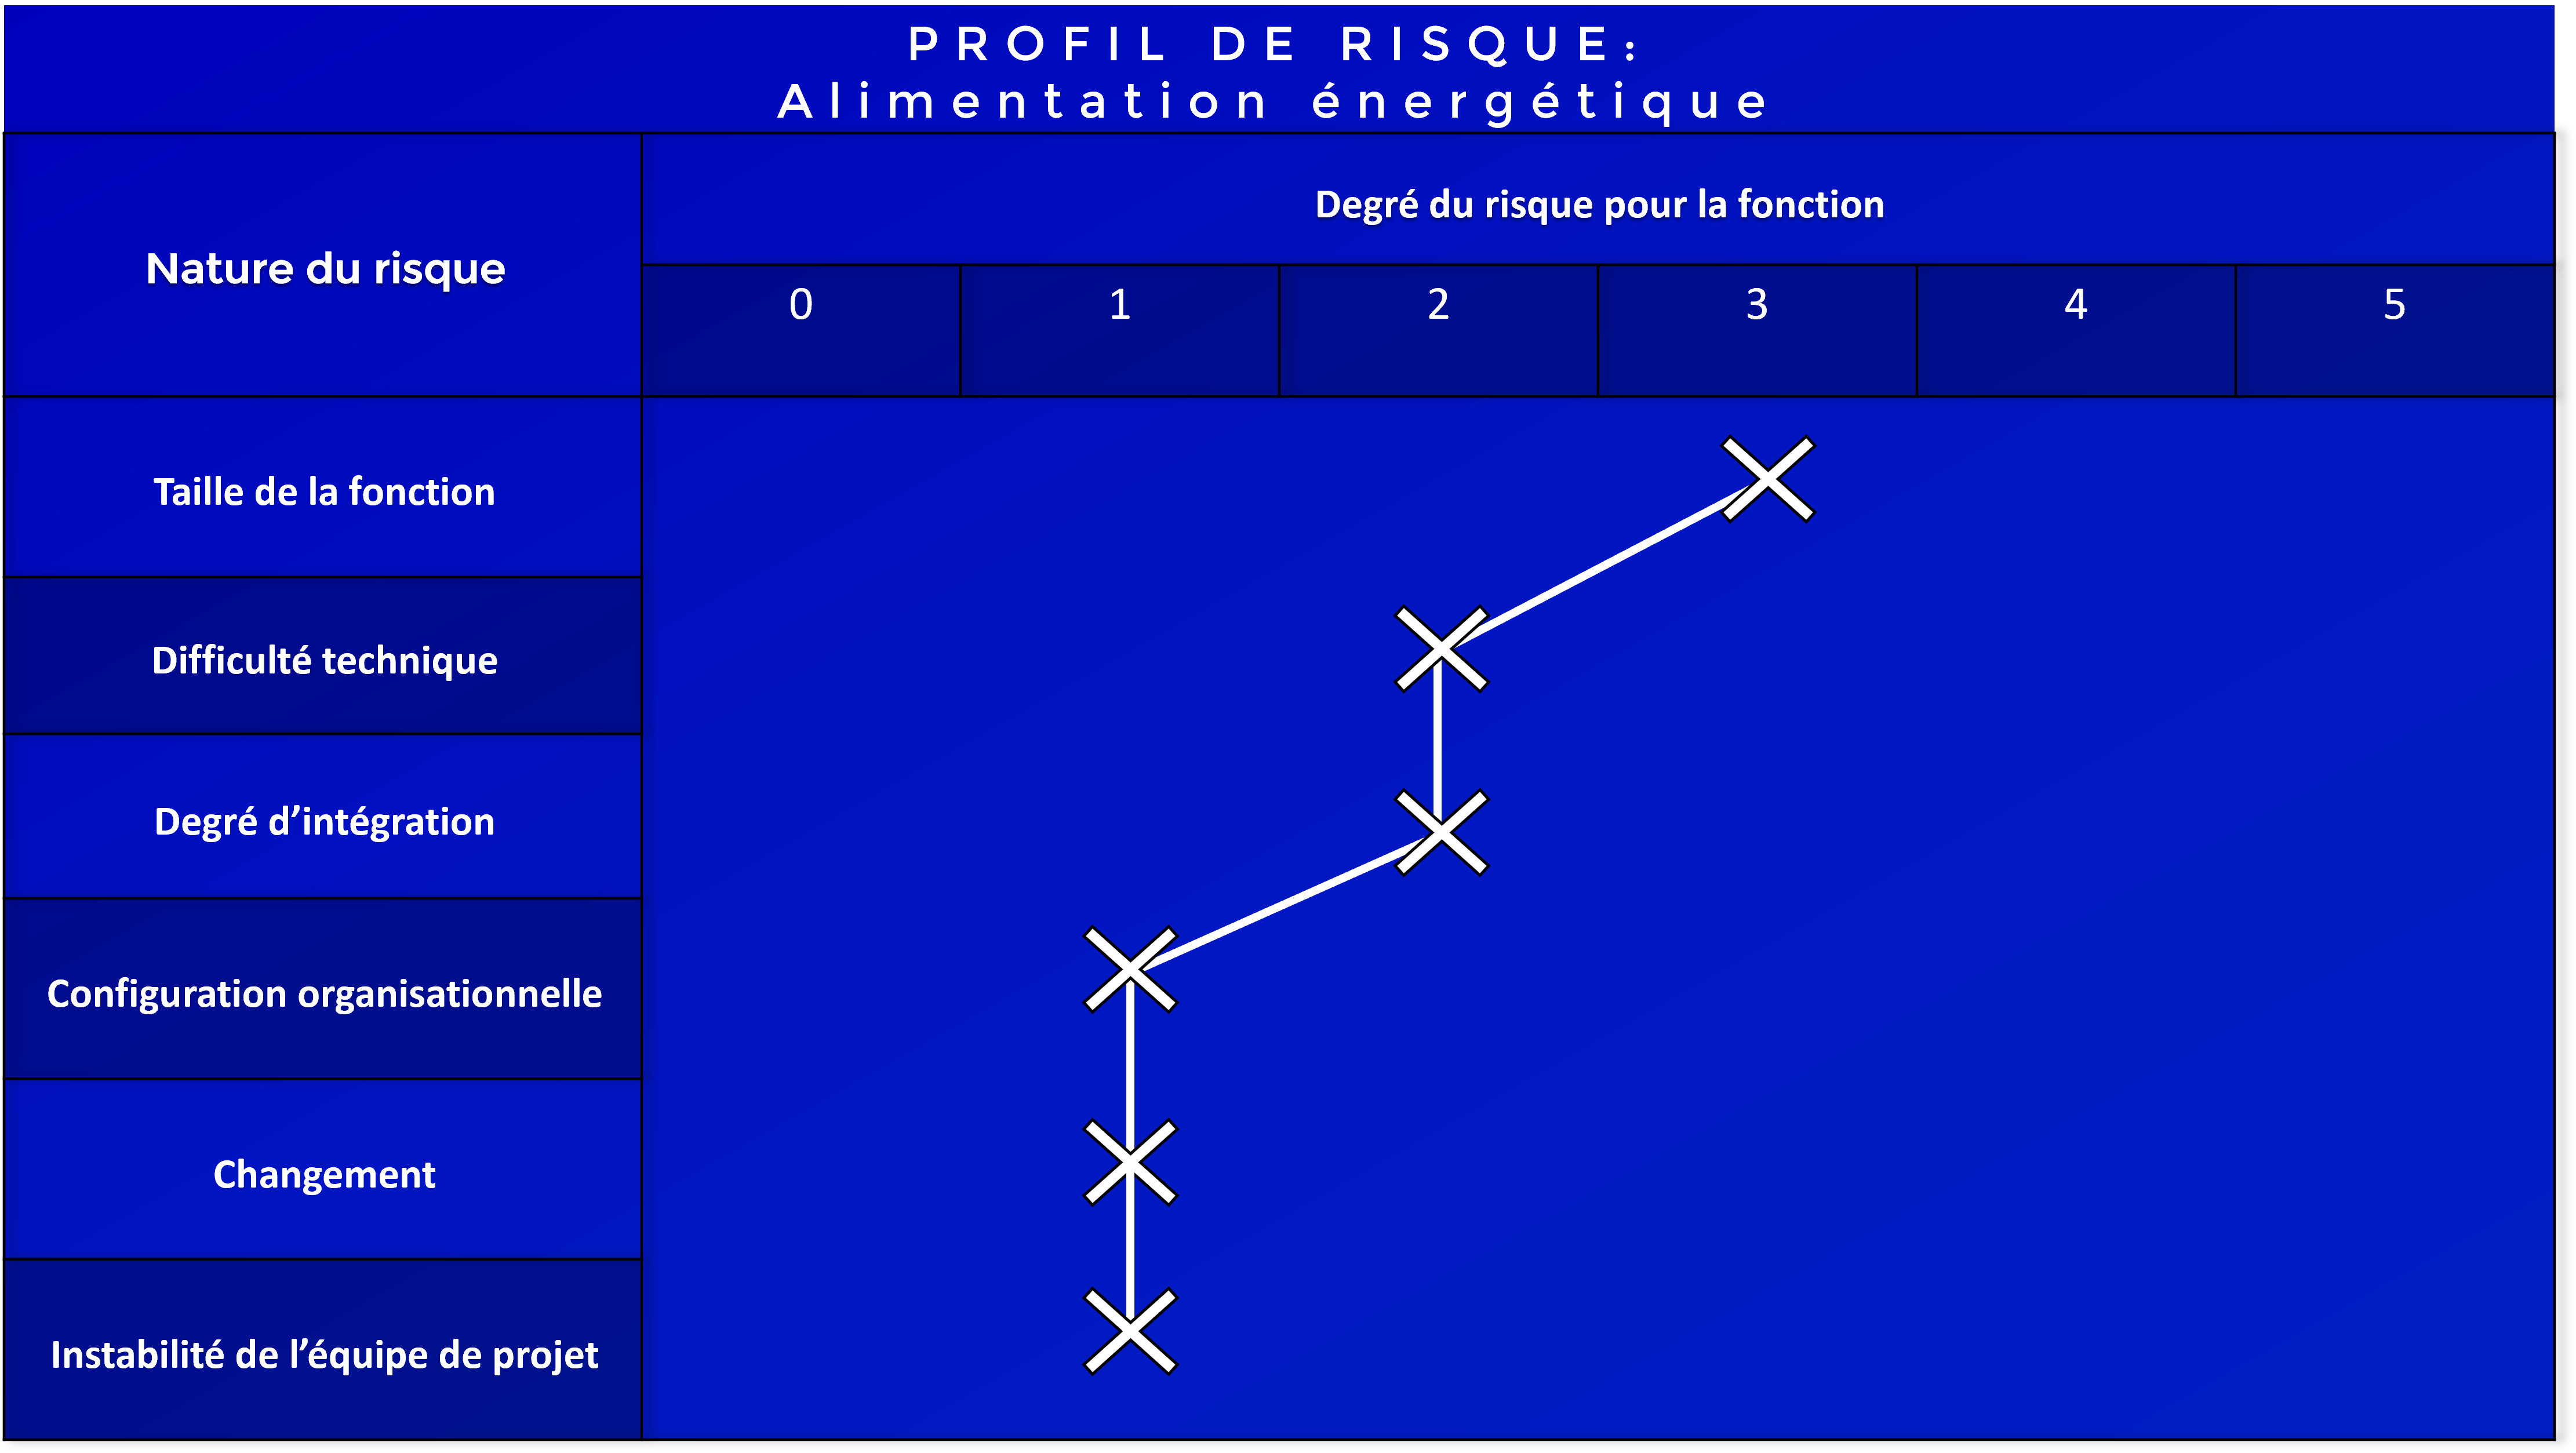 PROFIL DE RISQUE:
Alimentation énergétique
Nature du risque
Degré du risque pour la fonction
0 1 2 3 4 5
Taille de la fonction
Difficulté technique
Degré d’intégration
Configuration organisationnelle
Changement
Instabilité de l’équipe de projet